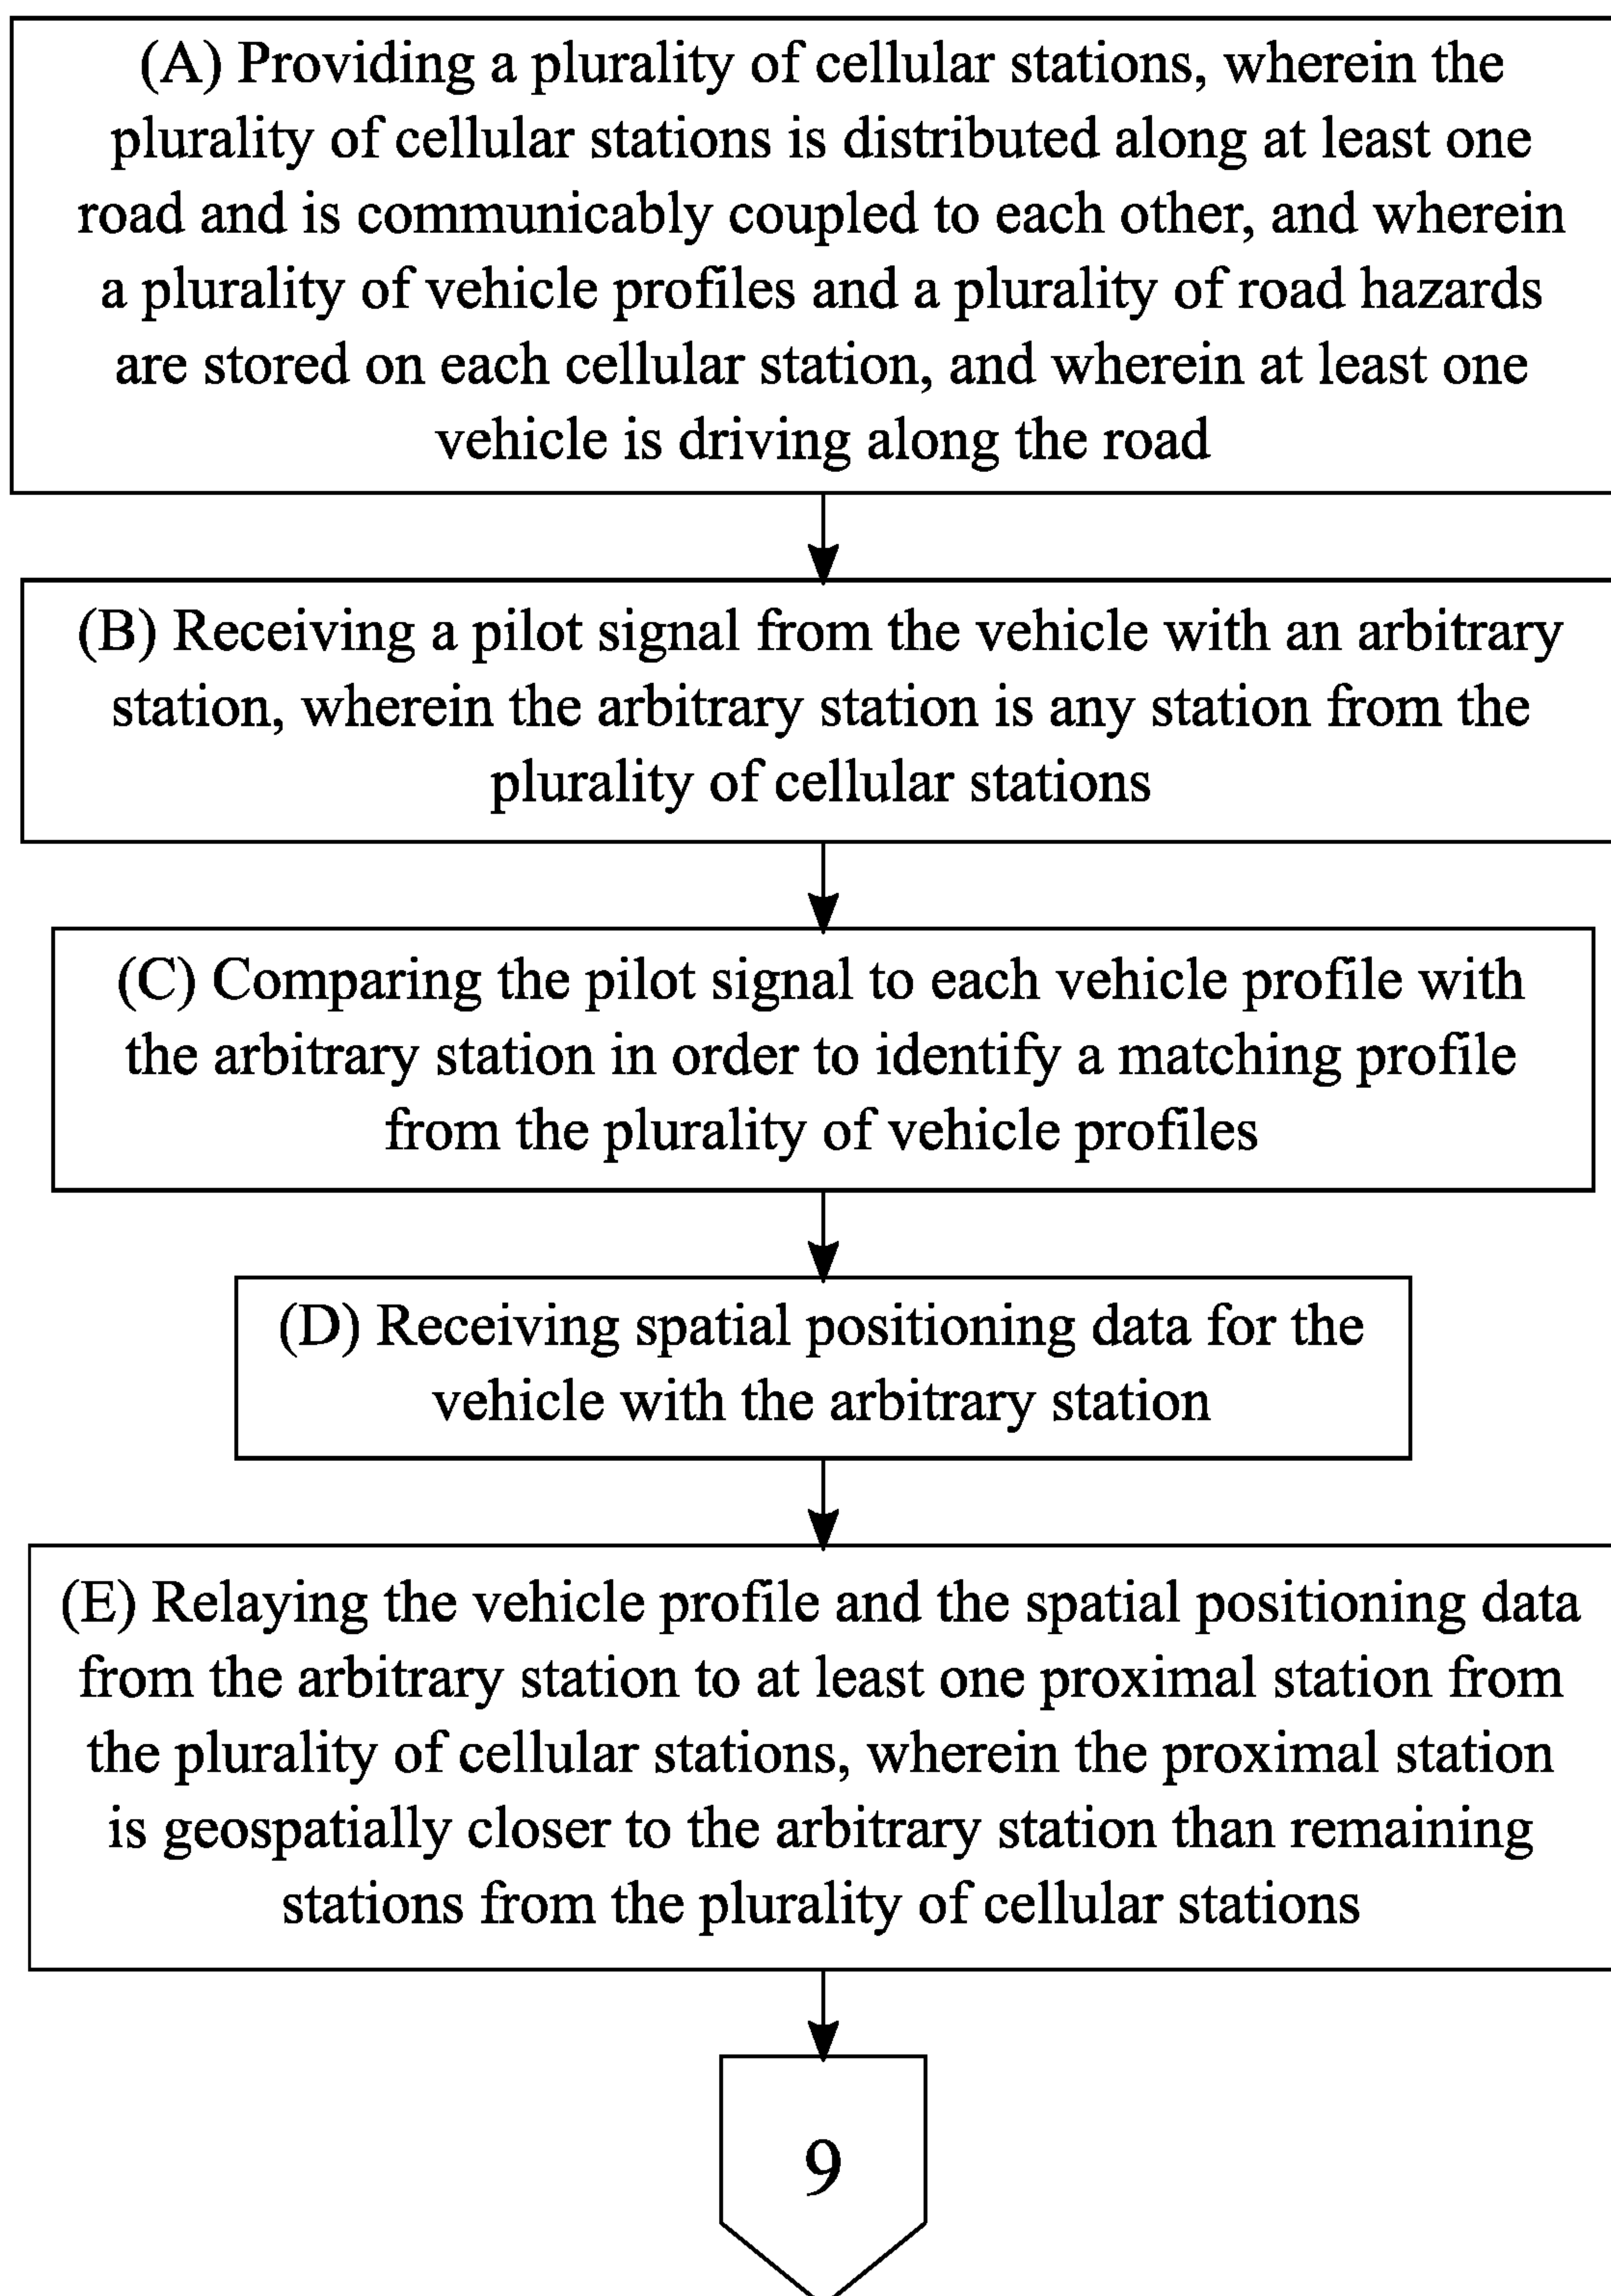 (A) Providing a plurality of cellular stations, wherein the
plurality of cellular stations is distributed along at least one
road and is communicably coupled to each other, and wherein
a plurality of vehicle profiles and a plurality of road hazards
are stored on each cellular station, and wherein at least one
vehicle is driving along the road
(B) Receiving a pilot signal from the vehicle with an arbitrary
station, wherein the arbitrary station is any station from the
plurality of cellular stations
(C) Comparing the pilot signal to each vehicle profile with
the arbitrary station in order to identify a matching profile
from the plurality of vehicle profiles
(D) Receiving spatial positioning data for the
vehicle with the arbitrary station
(E) Relaying the vehicle profile and the spatial positioning data
from the arbitrary station to at least one proximal station from
the plurality of cellular stations, wherein the proximal station
is geospatially closer to the arbitrary station than remaining
stations from the plurality of cellular stations
9